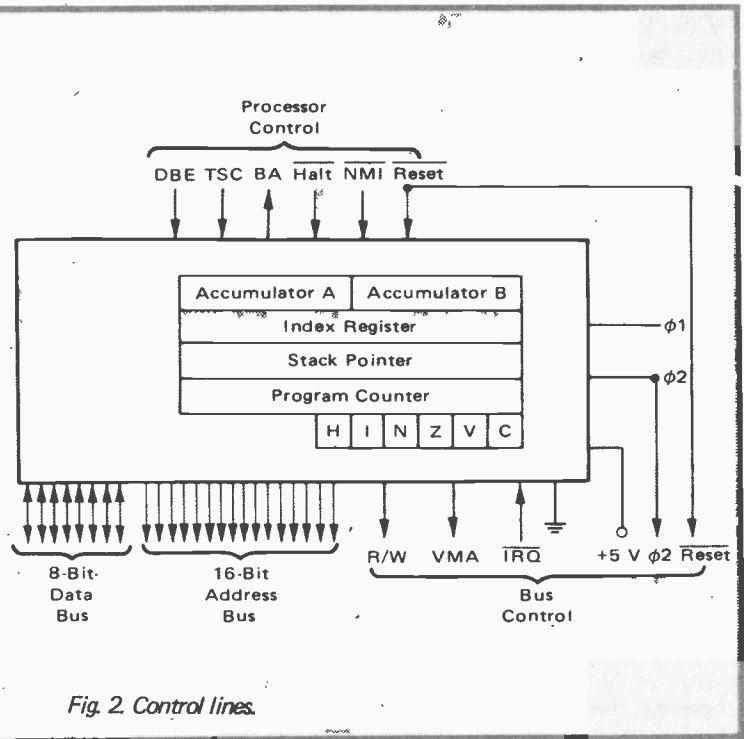 Processor
Control
DBE TSC BA Halt NMI Reset
Accumulator A Accumulator B
Index Register
φ1
Stack Pointer
φ2
Program Counter
H I N Z V C
R/W VMA IRQ +5 V φ2 Reset
8-Bit-
Data
Bus
16-Bit
Address
Bus
Bus
Control
Fig. 2. Control lines.